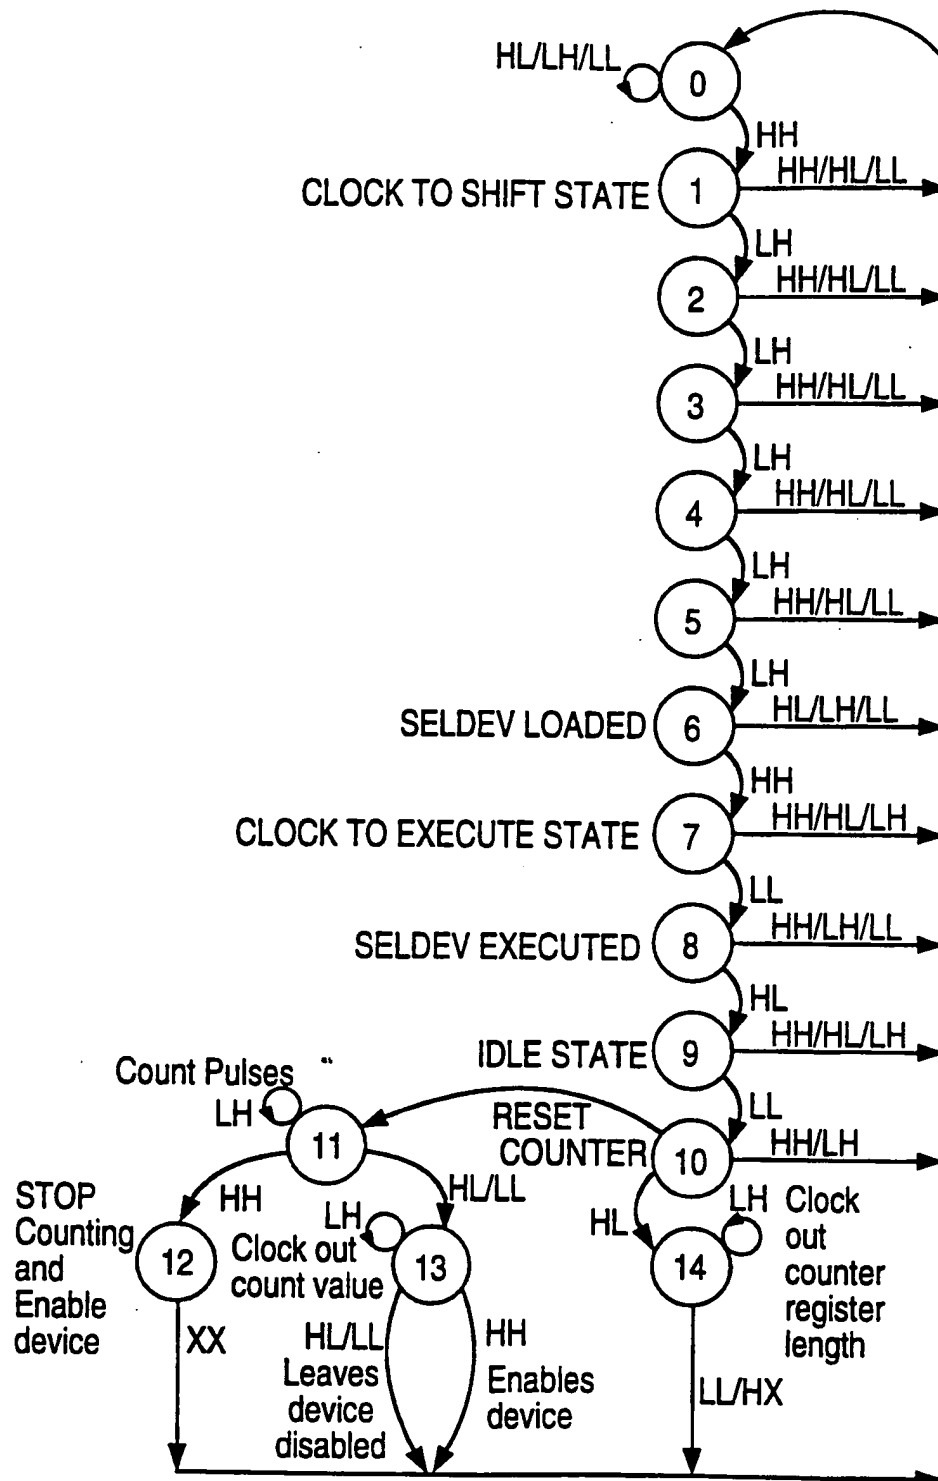 HL/LH/LL
0
HH
CLOCK TO SHIFT STATE
1
HH/HL/LL
LH
2
HH/HL/LL
LH
3
HH/HL/LL
LH
4
HH/HL/LL
LH
5
HH/HL/LL
LH
SELDEV LOADED
6
HL/LH/LL
HH
CLOCK TO EXECUTE STATE
7
HH/HL/LH
LL
SELDEV EXECUTED
8
HH/LH/LL
HL
IDLE STATE
9
HH/HL/LH
LL
Count Pulses
LH
11
RESET
COUNTER
10
HH/LH
HH
HL/LL
HL
STOP
Counting
and
Enable
device
12
XX
LH
Clock out
count value
13
HL/LL
Leaves
device
disabled
HH
Enables
device
14
LH
Clock
out
counter
register
length
LL/HX